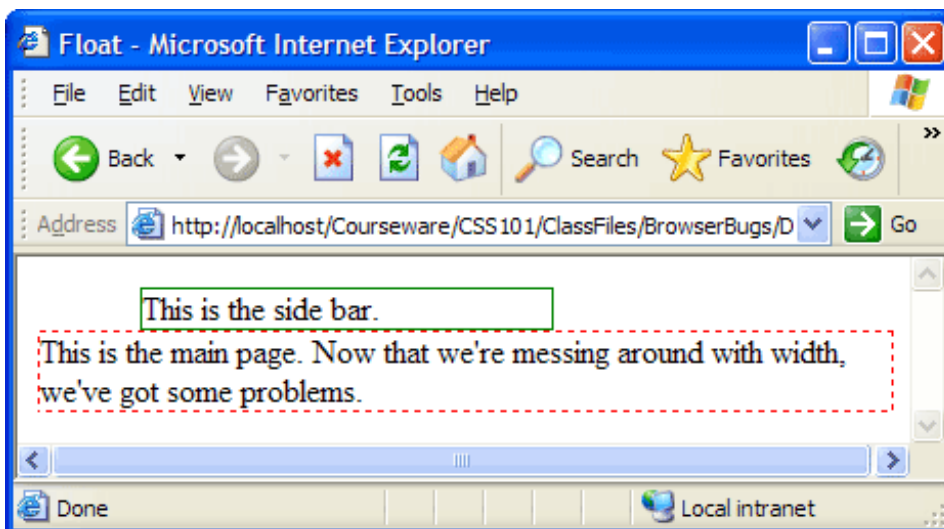 Float - Microsoft Internet Explorer
File Edit View Favorites Tools Help
Back Search Favorites »
Address http://localhost/Courseware/CSS101/ClassFiles/BrowserBugs/D Go
This is the side bar.
This is the main page. Now that we're messing around with width,
we've got some problems.
Done Local intranet